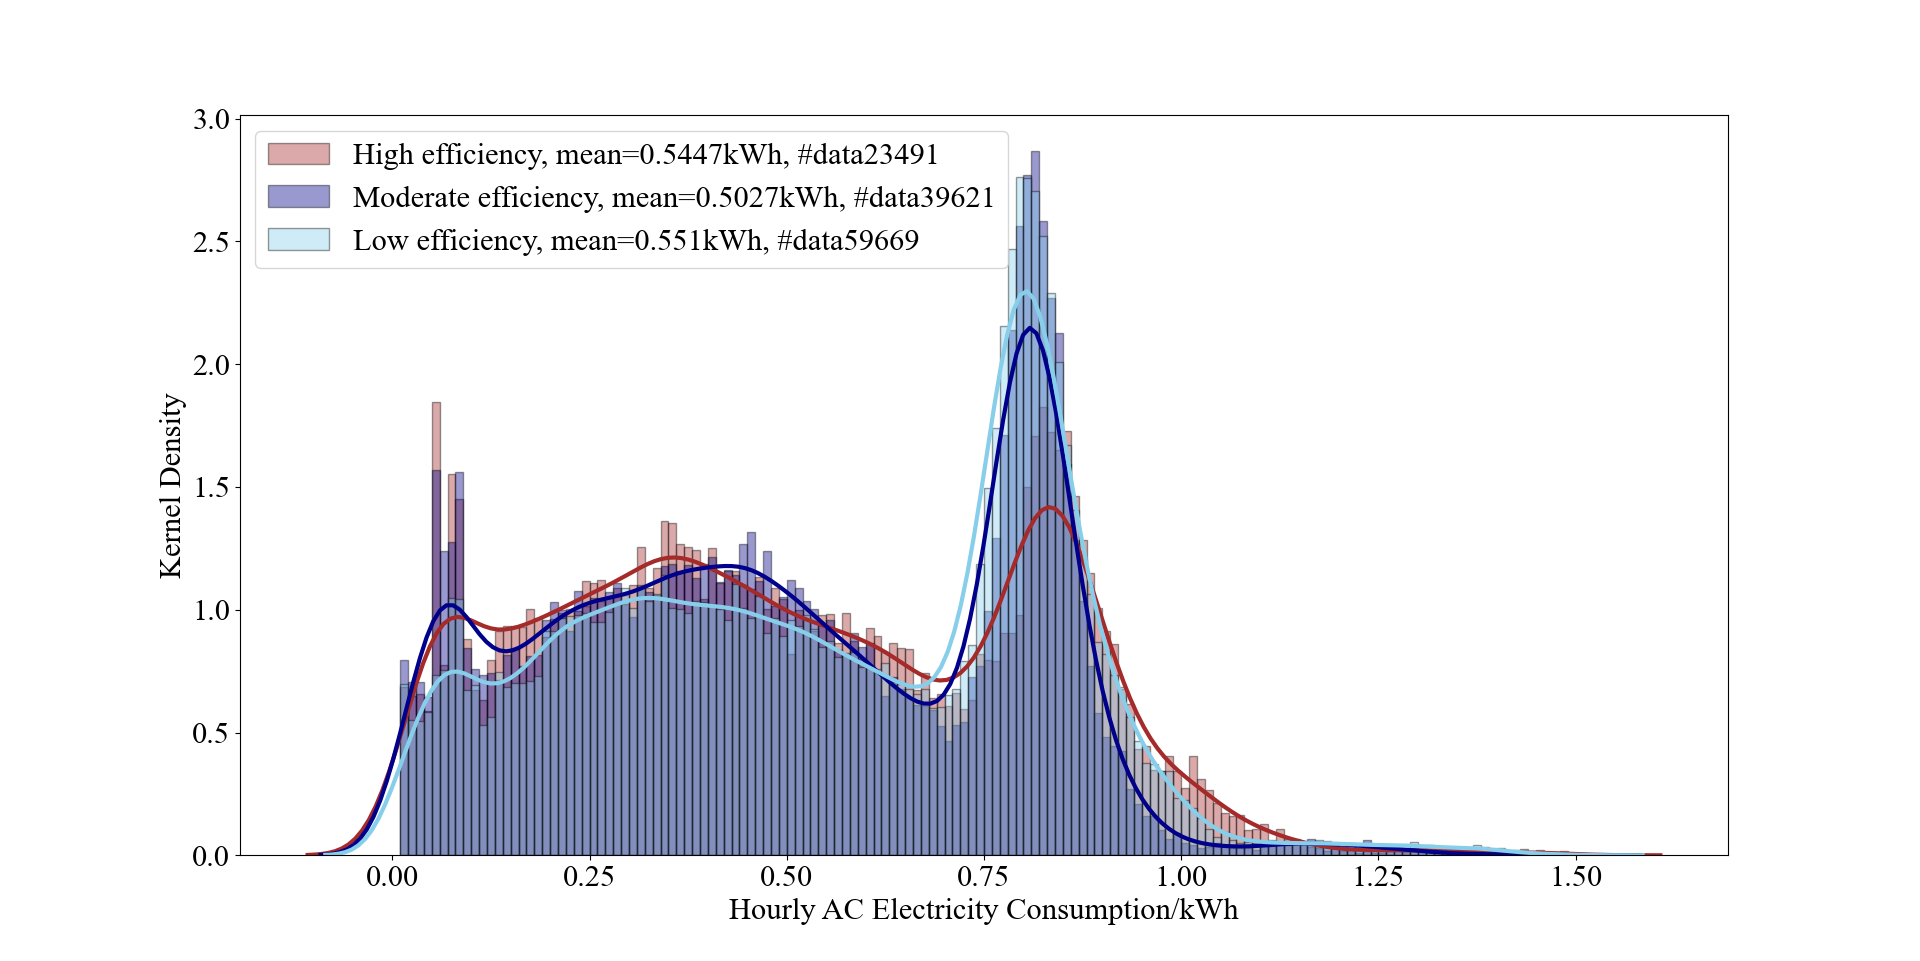 3.0
2.5
2.0
1.5
1.0
0.5
0.0
Kernel Density
High efficiency, mean=0.5447kWh, #data23491
Moderate efficiency, mean=0.5027kWh, #data39621
Low efficiency, mean=0.551kWh, #data59669
0.00 0.25 0.50 0.75 1.00 1.25 1.50
Hourly AC Electricity Consumption/kWh